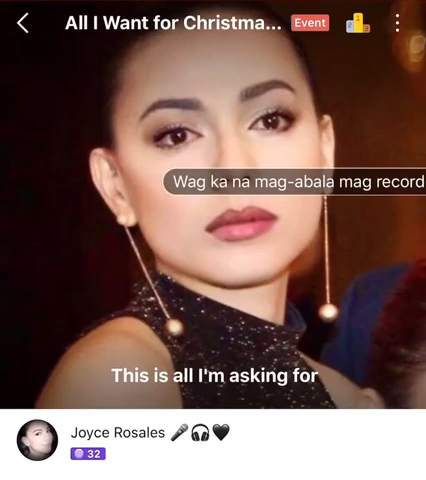 All I Want for Christma... Event
Wag ka na mag-abala mag record
This is all I'm asking for
Joyce Rosales 🎤🎧🖤
32